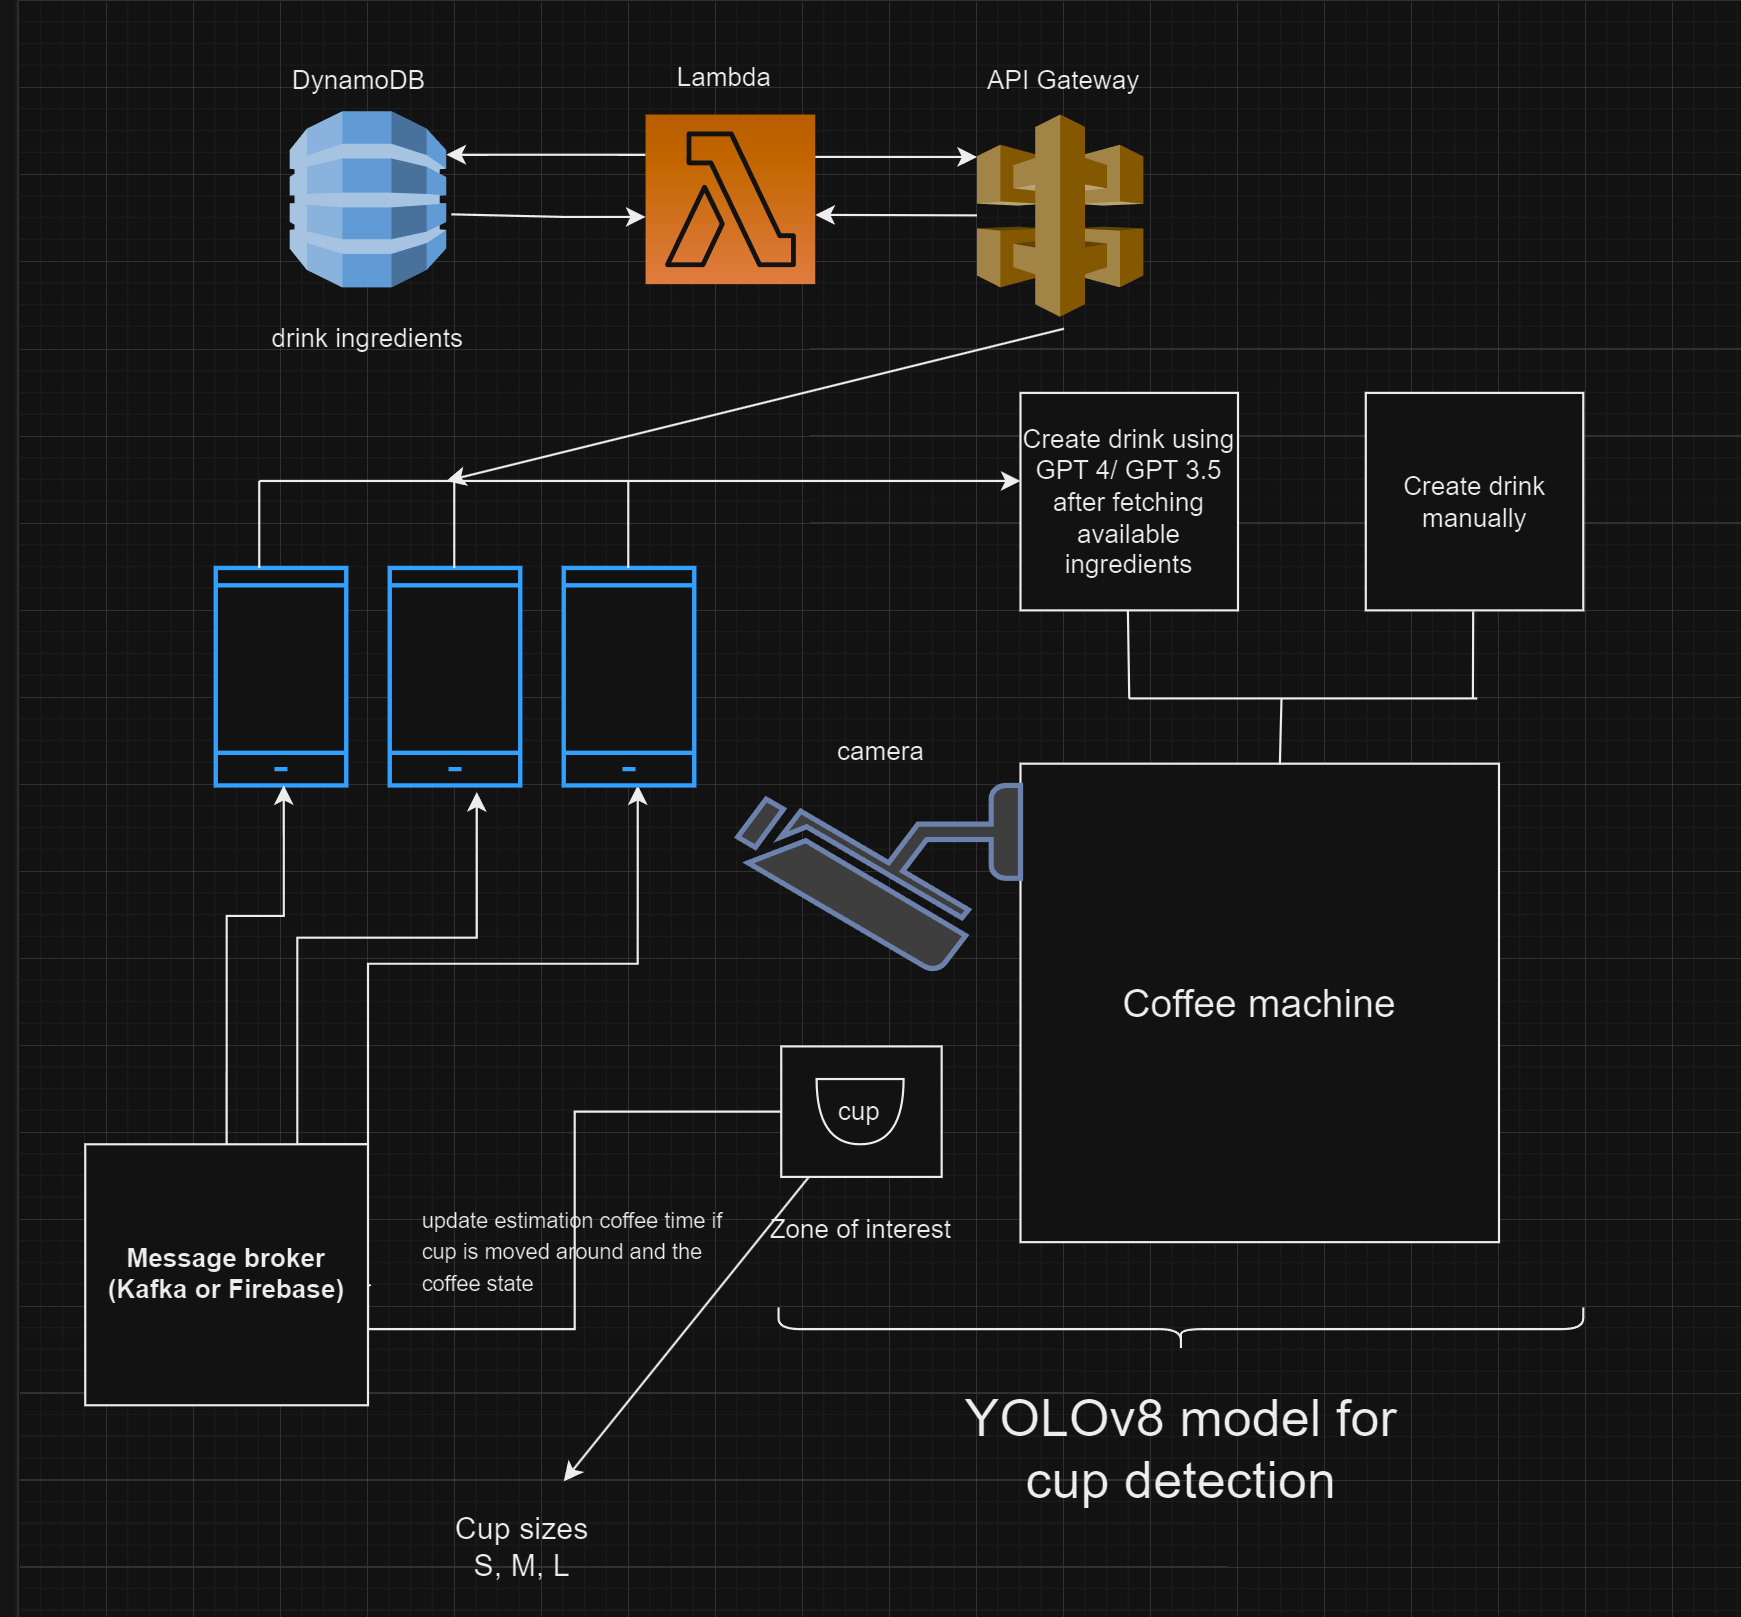 DynamoDB
Lambda
API Gateway
drink ingredients
Create drink using
GPT 4/ GPT 3.5
after fetching
available
ingredients
Create drink
manually
camera
Coffee machine
cup
Zone of interest
update estimation coffee time if
cup is moved around and the
coffee state
Message broker
(Kafka or Firebase)
YOLOv8 model for
cup detection
Cup sizes
S, M, L